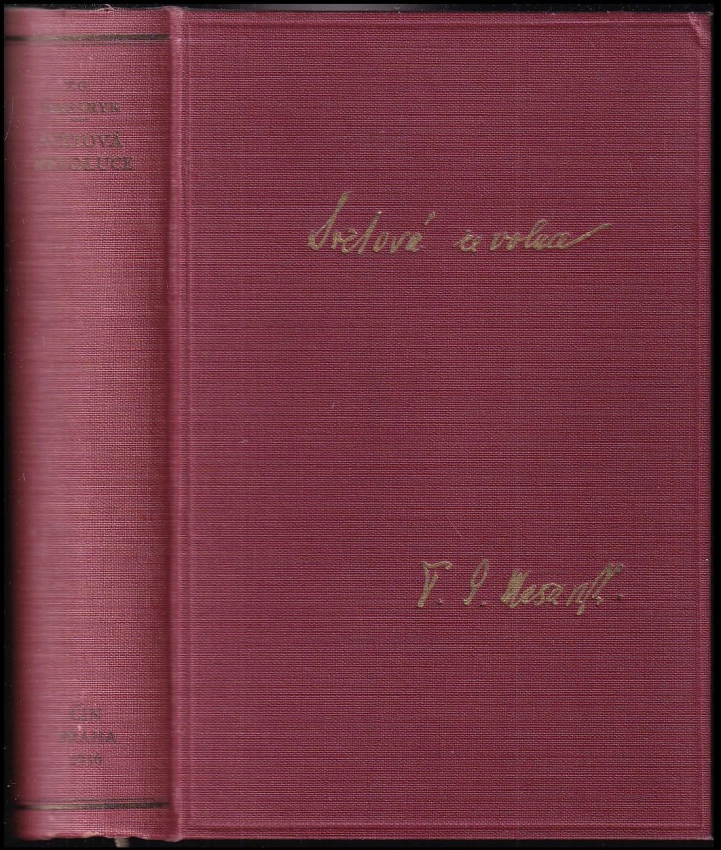 T.G.
MASARYK
SVĚTOVÁ
REVOLUCE
Světová revoluce
T. G. Masaryk.
ČIN
PRAHA